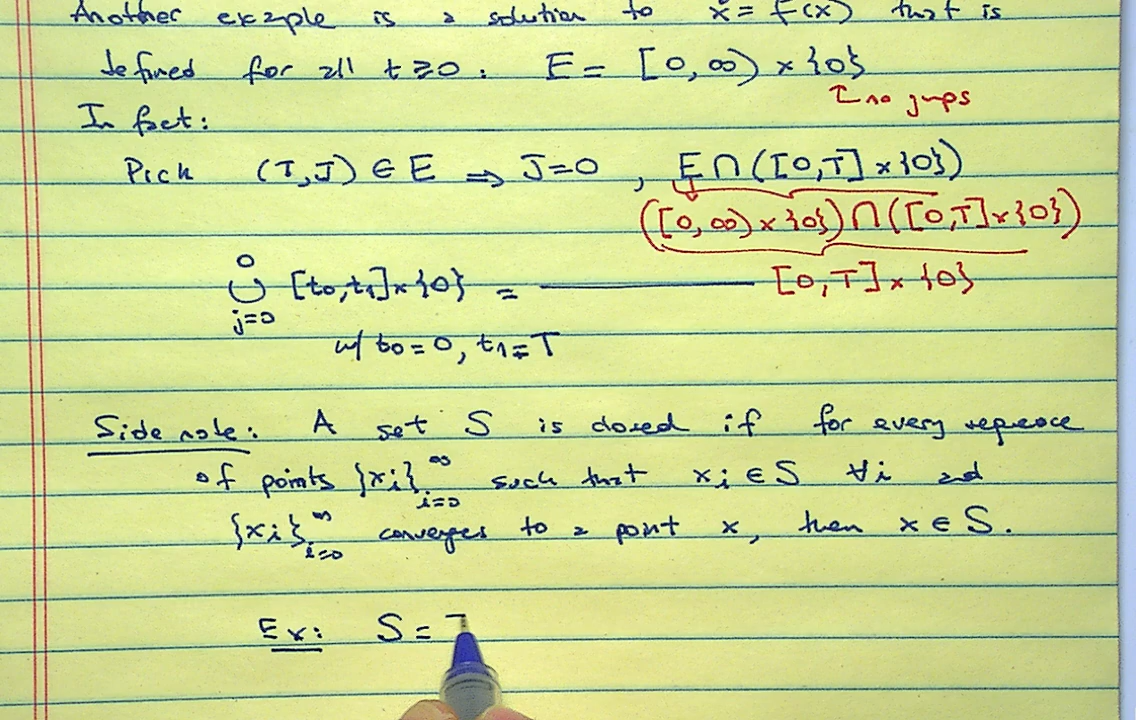 Another example is a solution to ẋ = f(x) that is
defined for all t ≥ 0 : E = [0, ∞) × {0}
↑ no jumps
In fact:
Pick (T, J) ∈ E ⇒ J = 0 , E ∩ ([0, T] × {0})
([0, ∞) × {0}) ∩ ([0, T] × {0})
0
∪ [t₀, t₁] × {0} = ———— [0, T] × {0}
j=0
w/ t₀ = 0, t₁ = T
Side note: A set S is closed if for every sequence
of points {xᵢ}∞ᵢ₌₀ such that xᵢ ∈ S ∀i and
{xᵢ}∞ᵢ₌₀ converges to a point x, then x ∈ S.
Ex: S =